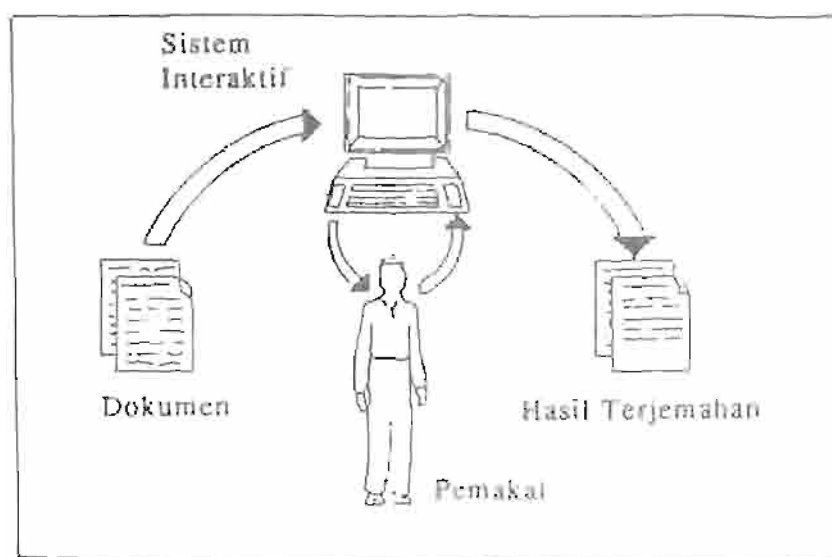 Sistem
Interaktif
Dokumen
Hasil Terjemahan
Pemakai